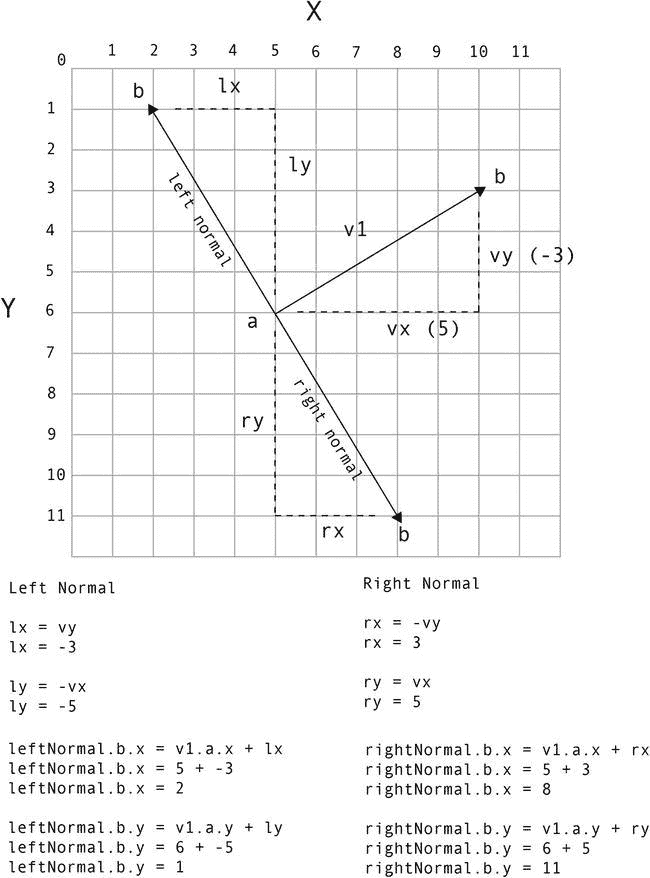 X
0 1 2 3 4 5 6 7 8 9 10 11
b lx
1
2
ly
3
b
left normal
4
v1
5
vy (-3)
Y
6
a
vx (5)
7
8
right normal
9
ry
10
11
rx
b
Left Normal
lx = vy
lx = -3
ly = -vx
ly = -5
leftNormal.b.x = v1.a.x + lx
leftNormal.b.x = 5 + -3
leftNormal.b.x = 2
leftNormal.b.y = v1.a.y + ly
leftNormal.b.y = 6 + -5
leftNormal.b.y = 1
Right Normal
rx = -vy
rx = 3
ry = vx
ry = 5
rightNormal.b.x = v1.a.x + rx
rightNormal.b.x = 5 + 3
rightNormal.b.x = 8
rightNormal.b.y = v1.a.y + ry
rightNormal.b.y = 6 + 5
rightNormal.b.y = 11